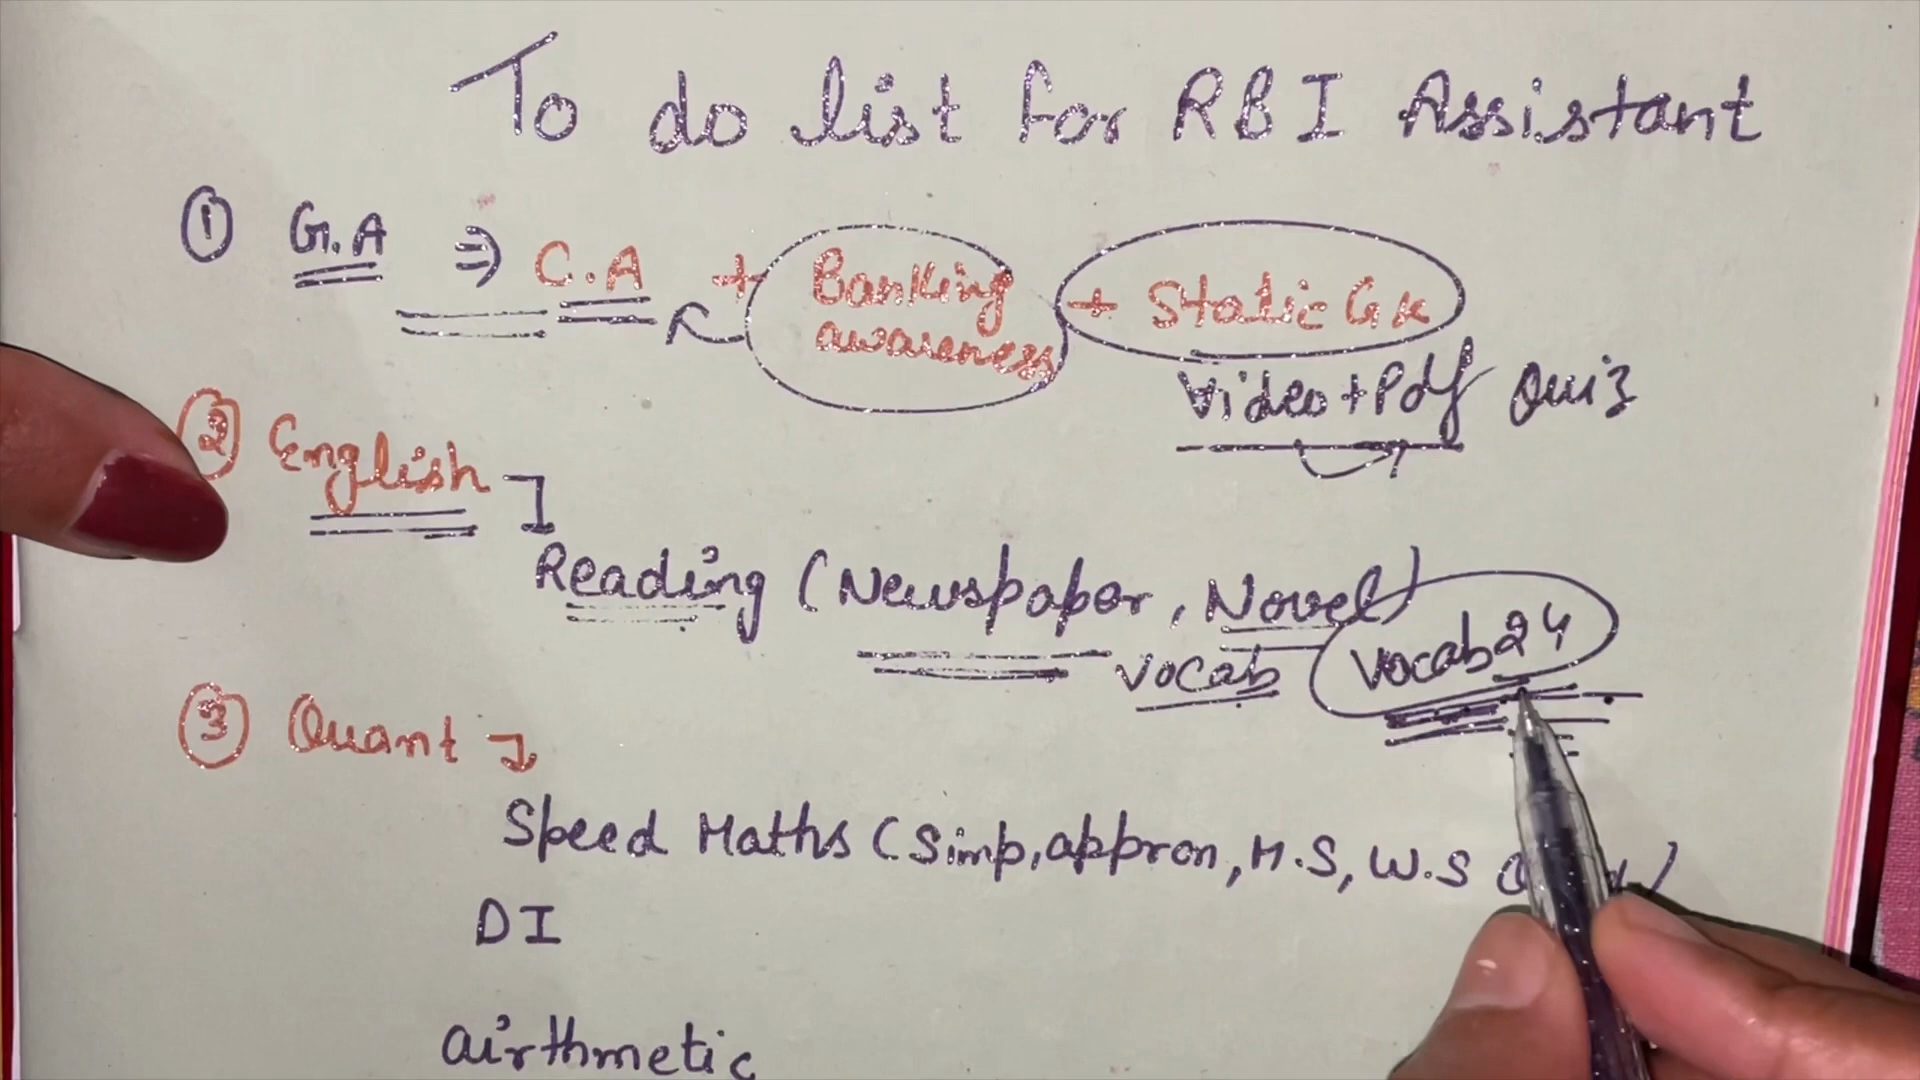 To do list for RBI Assistant
① G.A ⇒ C.A + Banking awareness + Static Gk
Video+Pdf Quiz
② English
Reading (Newspaper, Novel)
vocab Vocab24
③ Quant
Speed Maths (Simp, appron, M.S, W.S
DI
airthmetic